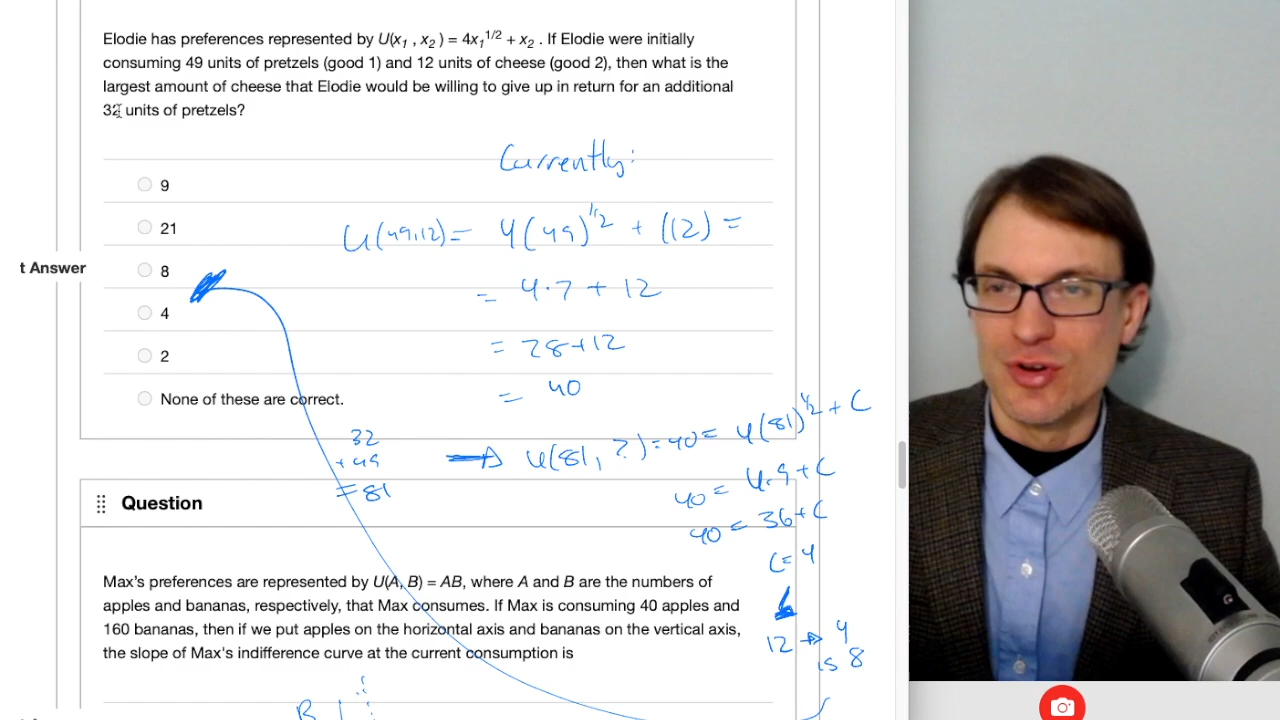 Elodie has preferences represented by U(x₁ , x₂ ) = 4x₁¹/² + x₂ . If Elodie were initially
consuming 49 units of pretzels (good 1) and 12 units of cheese (good 2), then what is the
largest amount of cheese that Elodie would be willing to give up in return for an additional
32 units of pretzels?
Currently:
9
21
U(49,12) = 4(49)^1/2 + (12) =
t Answer
8
= 4·7 + 12
4
= 28+12
2
= 40
None of these are correct.
32
+49
=81
U(81, ?)=40= 4(81)^1/2 + C
40 = 4·9+C
40 = 36+C
C=4
12 → 4
is 8
Question
Max's preferences are represented by U(A, B) = AB, where A and B are the numbers of
apples and bananas, respectively, that Max consumes. If Max is consuming 40 apples and
160 bananas, then if we put apples on the horizontal axis and bananas on the vertical axis,
the slope of Max's indifference curve at the current consumption is
B